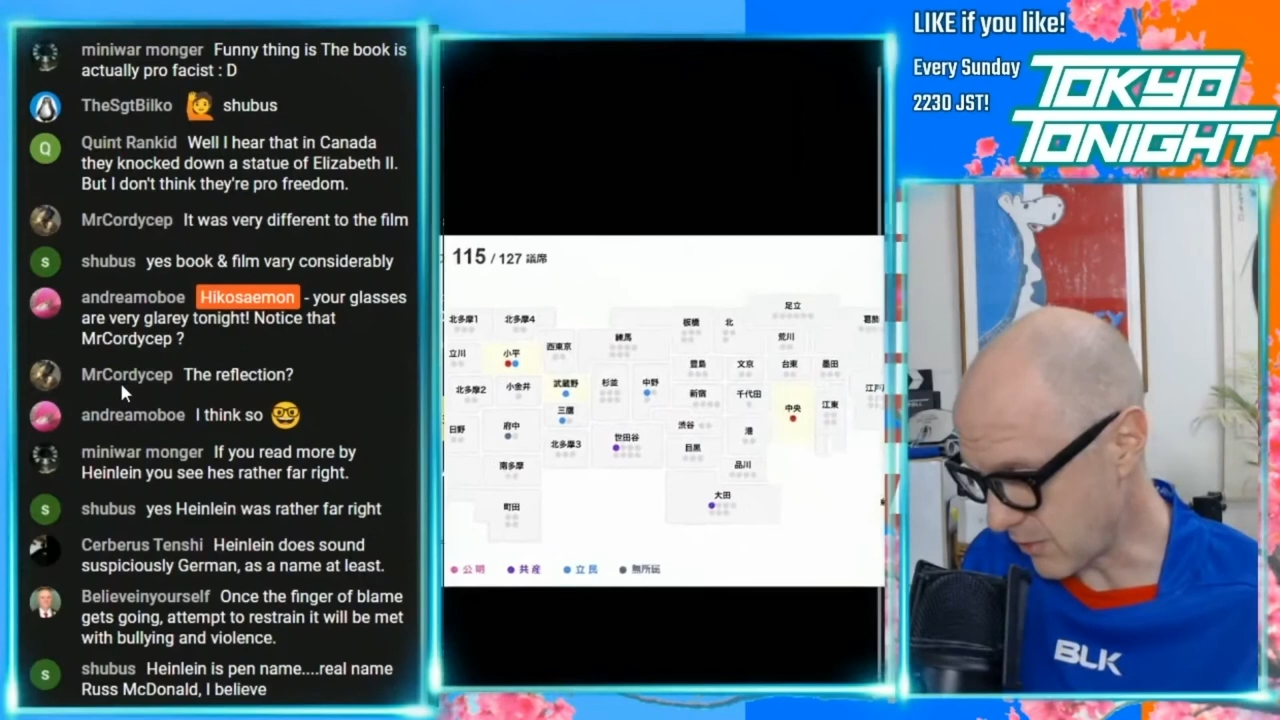 miniwar monger Funny thing is The book is
actually pro facist : D
TheSgtBilko 🙋 shubus
Q
Quint Rankid Well I hear that in Canada
they knocked down a statue of Elizabeth II.
But I don't think they're pro freedom.
MrCordycep It was very different to the film
s
shubus yes book & film vary considerably
andreamoboe Hikosaemon - your glasses
are very glarey tonight! Notice that
MrCordycep ?
MrCordycep The reflection?
andreamoboe I think so 🤓
miniwar monger If you read more by
Heinlein you see hes rather far right.
s
shubus yes Heinlein was rather far right
Cerberus Tenshi Heinlein does sound
suspiciously German, as a name at least.
Believeinyourself Once the finger of blame
gets going, attempt to restrain it will be met
with bullying and violence.
s
shubus Heinlein is pen name....real name
Russ McDonald, I believe
115 / 127 議席
足立
北多摩1 北多摩4 板橋 北 葛飾
練馬 荒川
立川 小平 西東京
豊島 文京 台東 墨田
北多摩2 小金井 武蔵野 杉並 中野 新宿 千代田 江戸
三鷹 中央 江東
日野 府中 渋谷 港
北多摩3 世田谷 目黒
南多摩 品川
大田
町田
公明 共産 立民 無所属
LIKE if you like!
Every Sunday
2230 JST!
TOKYO
TONIGHT
BLK